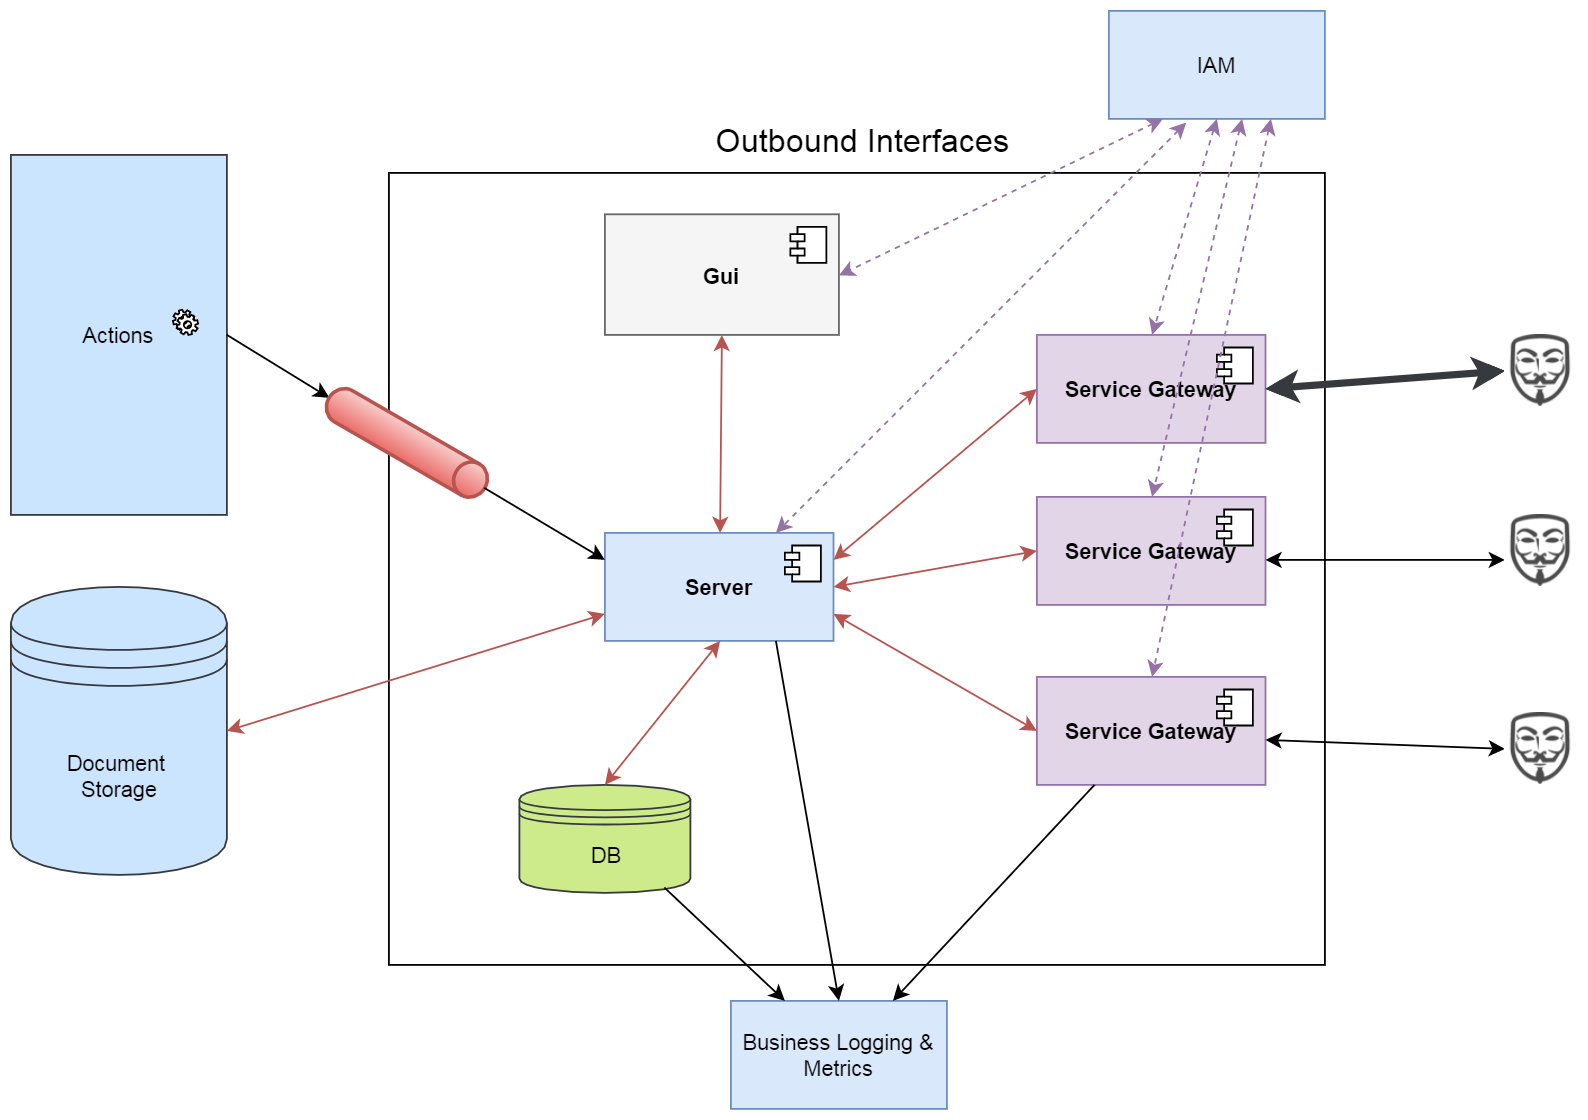 IAM
Outbound Interfaces
Gui
Actions
Service Gateway
Service Gateway
Server
Service Gateway
Document
Storage
DB
Business Logging &
Metrics